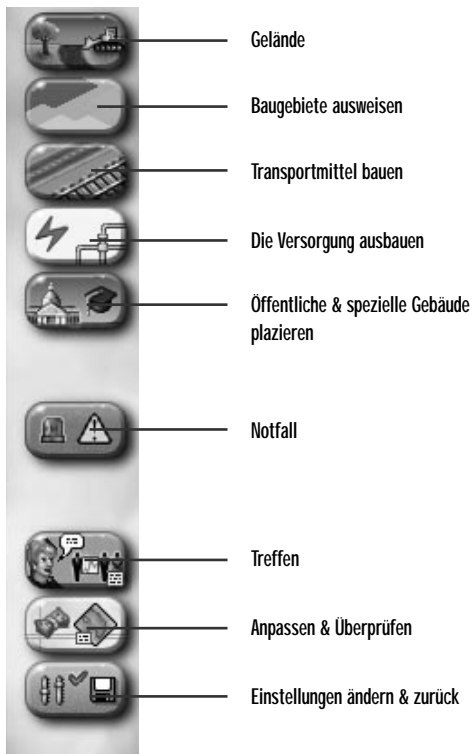 Gelände
Baugebiete ausweisen
Transportmittel bauen
Die Versorgung ausbauen
Öffentliche & spezielle Gebäude
plazieren
Notfall
Treffen
Anpassen & Überprüfen
Einstellungen ändern & zurück